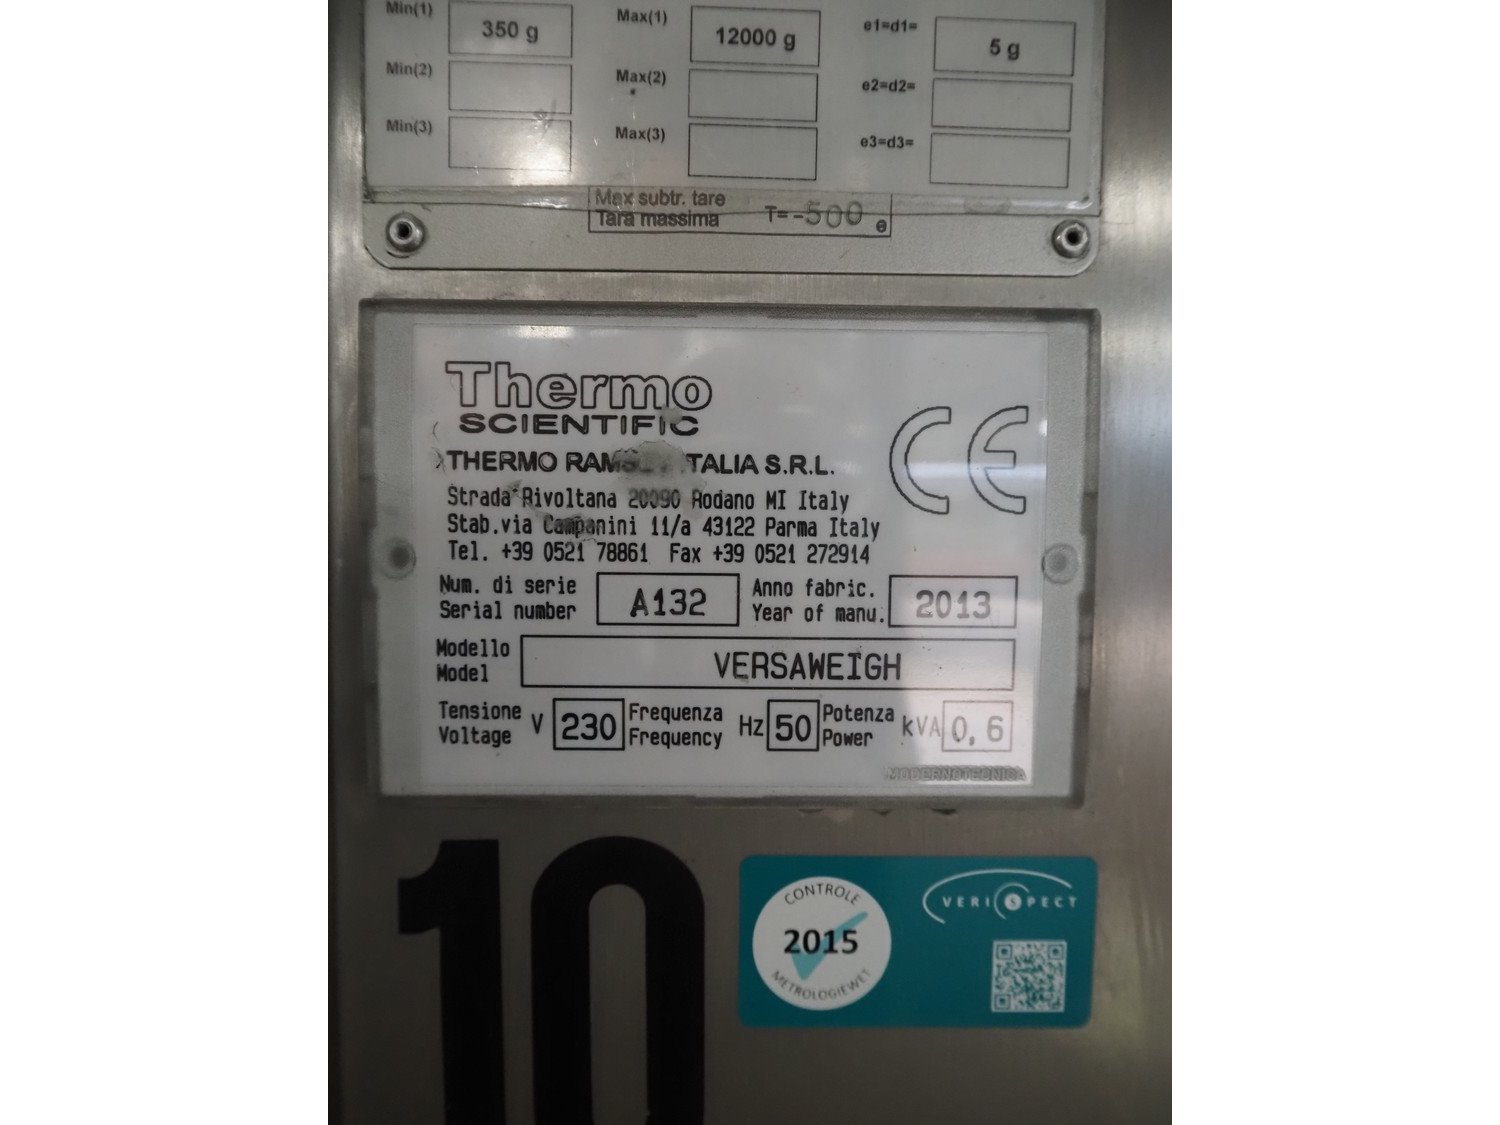 Min(1) 350 g Max(1) 12000 g e1=d1= 5 g
Min(2) Max(2) e2=d2=
Min(3) Max(3) e3=d3=
Max subtr. tare
Tara massima T=-500 e
Thermo
SCIENTIFIC
THERMO ITALIA S.R.L.
Strada Rivoltana 20090 Rodano MI Italy
Stab.via Campanini 11/a 43122 Parma Italy
Tel. +39 0521 78861 Fax +39 0521 272914
CE
Num. di serie
Serial number
A132
Anno fabric.
Year of manu.
2013
Modello
Model
VERSAWEIGH
Tensione
Voltage
V 230
Frequenza
Frequency
Hz 50
Potenza
Power
kVA 0,6
MODERNOTECNICA
10
CONTROLE
2015
METROLOGIEWET
VERISPECT